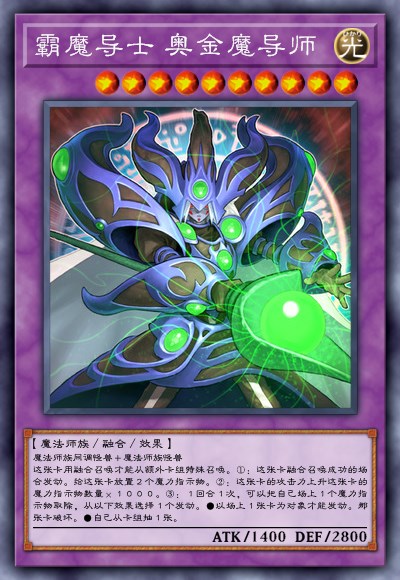 霸魔导士 奥金魔导师
光
ひかり
【魔法师族／融合／效果】
魔法师族同调怪兽＋魔法师族怪兽
这张卡用融合召唤才能从额外卡组特殊召唤。①：这张卡融合召唤成功的场
合发动。给这张卡放置２个魔力指示物。②：这张卡的攻击力上升这张卡的
魔力指示物数量×１０００。③：１回合１次，可以把自己场上１个魔力指
示物取除，从以下效果选择１个发动。●以场上１张卡为对象才能发动。那
张卡破坏。●自己从卡组抽１张。
ATK/1400 DEF/2800